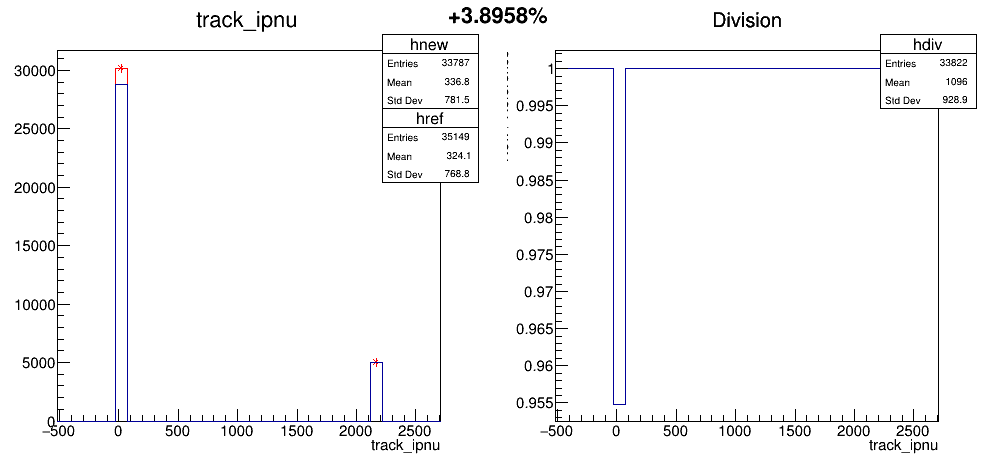 track_ipnu
+3.8958%
Division
hnew
Entries 33787
Mean 336.8
Std Dev 781.5
href
Entries 35149
Mean 324.1
Std Dev 768.8
30000
25000
20000
15000
10000
5000
0
−500 0 500 1000 1500 2000 2500
track_ipnu
hdiv
Entries 33822
Mean 1096
Std Dev 928.9
1
0.995
0.99
0.985
0.98
0.975
0.97
0.965
0.96
0.955
−500 0 500 1000 1500 2000 2500
track_ipnu